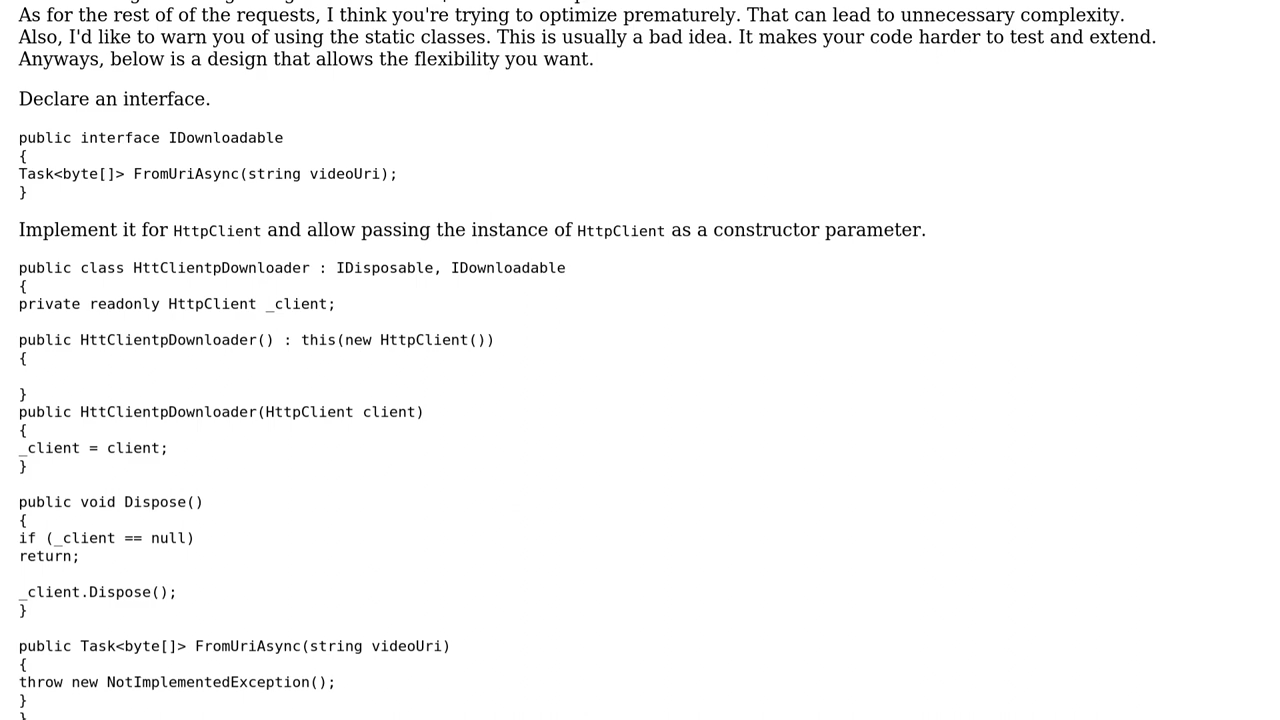 As for the rest of of the requests, I think you're trying to optimize prematurely. That can lead to unnecessary complexity.
Also, I'd like to warn you of using the static classes. This is usually a bad idea. It makes your code harder to test and extend.
Anyways, below is a design that allows the flexibility you want.
Declare an interface.
public interface IDownloadable
{
Task<byte[]> FromUriAsync(string videoUri);
}
Implement it for HttpClient and allow passing the instance of HttpClient as a constructor parameter.
public class HttClientpDownloader : IDisposable, IDownloadable
{
private readonly HttpClient _client;
public HttClientpDownloader() : this(new HttpClient())
{
}
public HttClientpDownloader(HttpClient client)
{
_client = client;
}
public void Dispose()
{
if (_client == null)
return;
_client.Dispose();
}
public Task<byte[]> FromUriAsync(string videoUri)
{
throw new NotImplementedException();
}
}